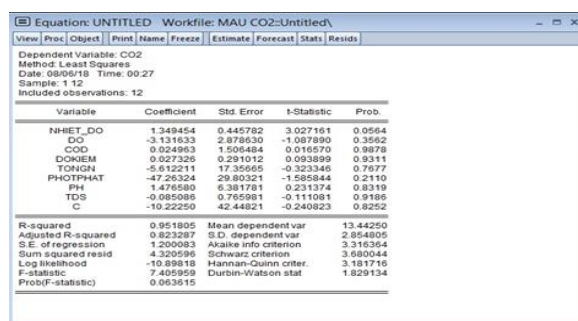 Equation: UNTITLED Workfile: MAU CO2::Untitled\
View Proc Object Print Name Freeze Estimate Forecast Stats Resids
Dependent Variable: CO2
Method: Least Squares
Date: 08/06/18 Time: 00:27
Sample: 1 12
Included observations: 12
Variable Coefficient Std. Error t-Statistic Prob.
NHIET_DO 1.349454 0.445782 3.027161 0.0564
DO -3.131633 2.878630 -1.087890 0.3562
COD 0.024963 1.506484 0.016570 0.9878
DOKIEM 0.027326 0.291012 0.093899 0.9311
TONGN -5.612211 17.35665 -0.323346 0.7677
PHOTPHAT -47.26324 29.80321 -1.585844 0.2110
PH 1.476580 6.381781 0.231374 0.8319
TDS -0.085086 0.765981 -0.111081 0.9186
C -10.22250 42.44821 -0.240823 0.8252
R-squared 0.951805 Mean dependent var 13.44250
Adjusted R-squared 0.823287 S.D. dependent var 2.854805
S.E. of regression 1.200083 Akaike info criterion 3.316364
Sum squared resid 4.320596 Schwarz criterion 3.680044
Log likelihood -10.89818 Hannan-Quinn criter. 3.181716
F-statistic 7.405959 Durbin-Watson stat 1.829134
Prob(F-statistic) 0.063615